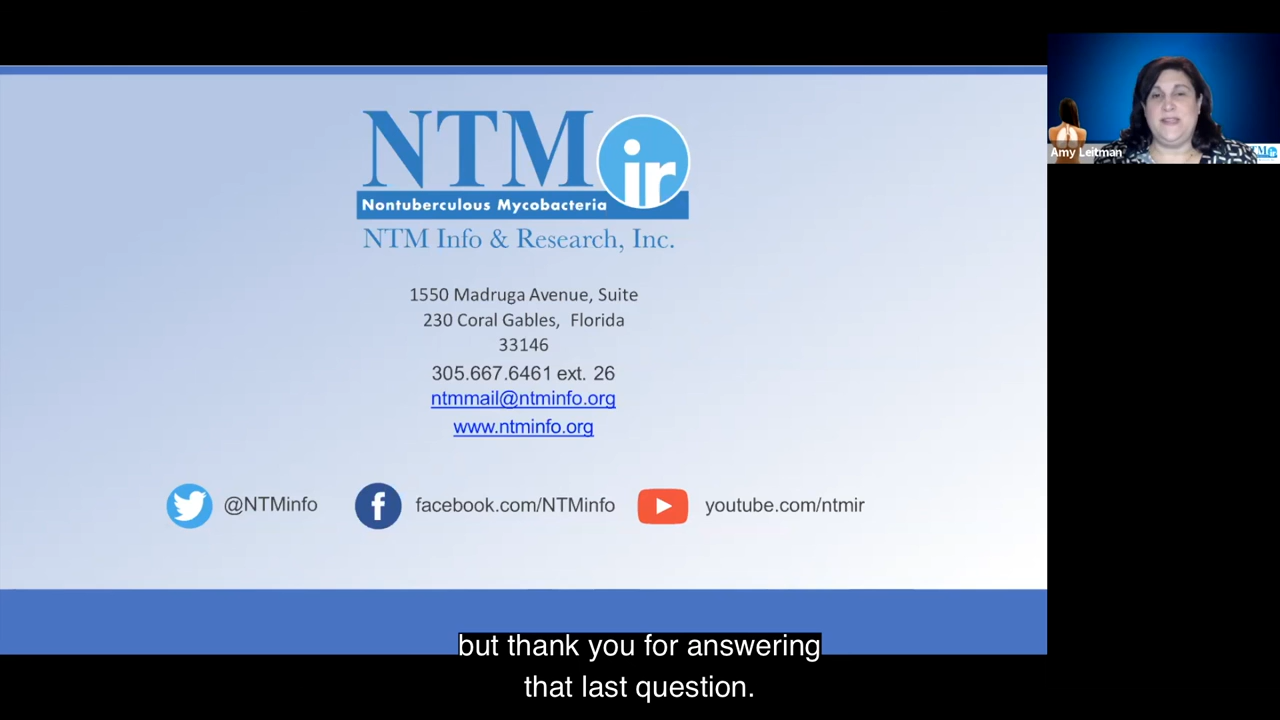 NTM
ir
Nontuberculous Mycobacteria
NTM Info & Research, Inc.
Amy Leitman
1550 Madruga Avenue, Suite
230 Coral Gables, Florida
33146
305.667.6461 ext. 26
ntmmail@ntminfo.org
www.ntminfo.org
@NTMinfo
facebook.com/NTMinfo
youtube.com/ntmir
but thank you for answering
that last question.